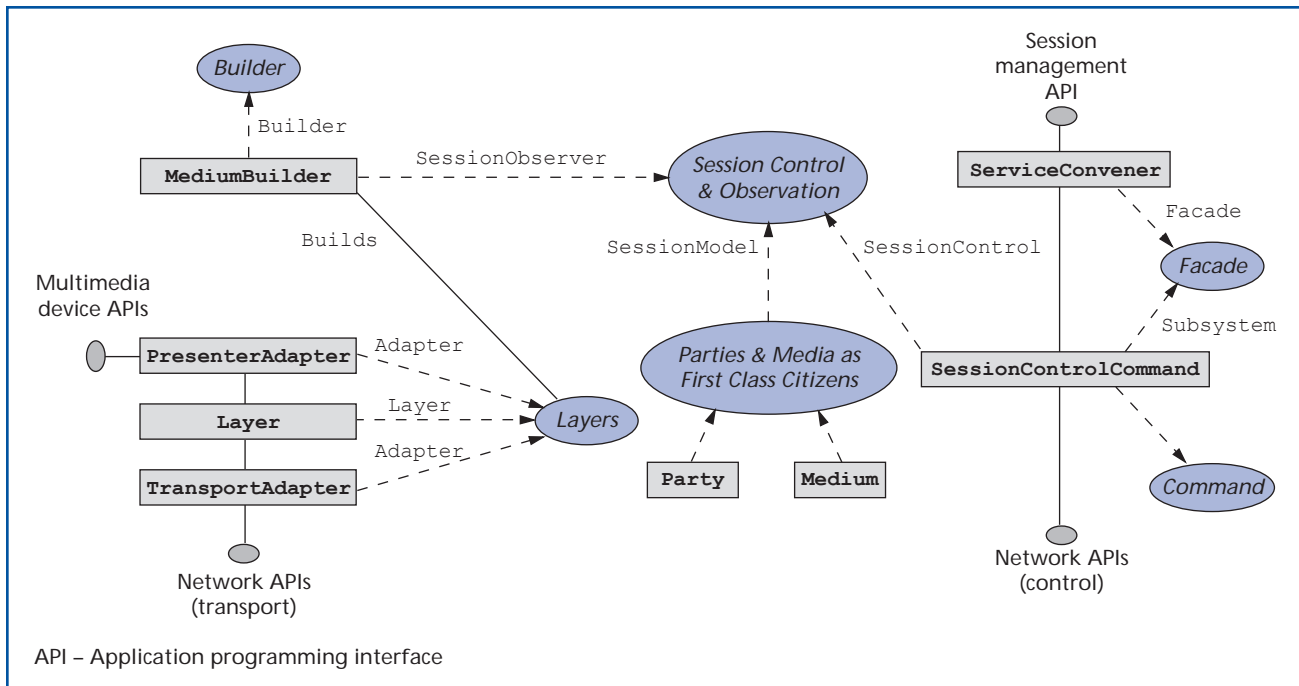 Builder
Builder
MediumBuilder
SessionObserver
Builds
Session Control
& Observation
SessionModel
SessionControl
Session
management
API
ServiceConvener
Facade
Facade
Subsystem
SessionControlCommand
Command
Network APIs
(control)
Multimedia
device APIs
PresenterAdapter
Adapter
Layer
Layer
Layers
TransportAdapter
Adapter
Network APIs
(transport)
Parties & Media as
First Class Citizens
Party
Medium
API – Application programming interface